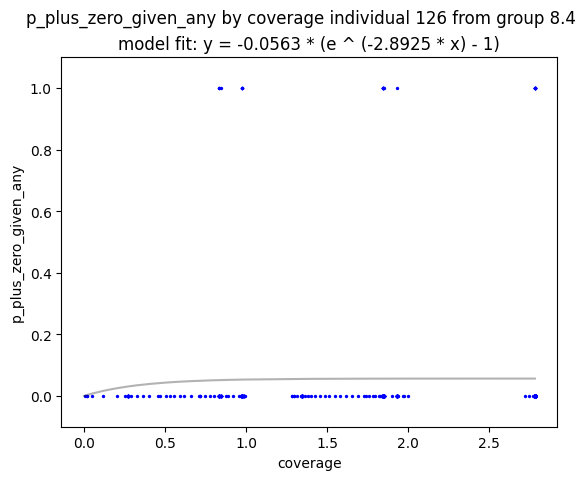 p_plus_zero_given_any by coverage individual 126 from group 8.4
model fit: y = -0.0563 * (e ^ (-2.8925 * x) - 1)
p_plus_zero_given_any
1.0
0.8
0.6
0.4
0.2
0.0
0.0 0.5 1.0 1.5 2.0 2.5
coverage